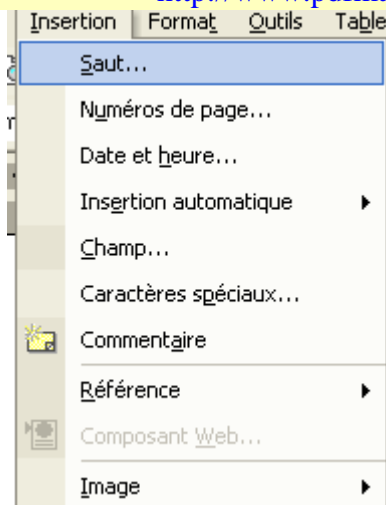 Insertion Format Outils
Saut...
Numéros de page...
Date et heure...
Insertion automatique
Champ...
Caractères spéciaux...
Commentaire
Référence
Composant Web...
Image